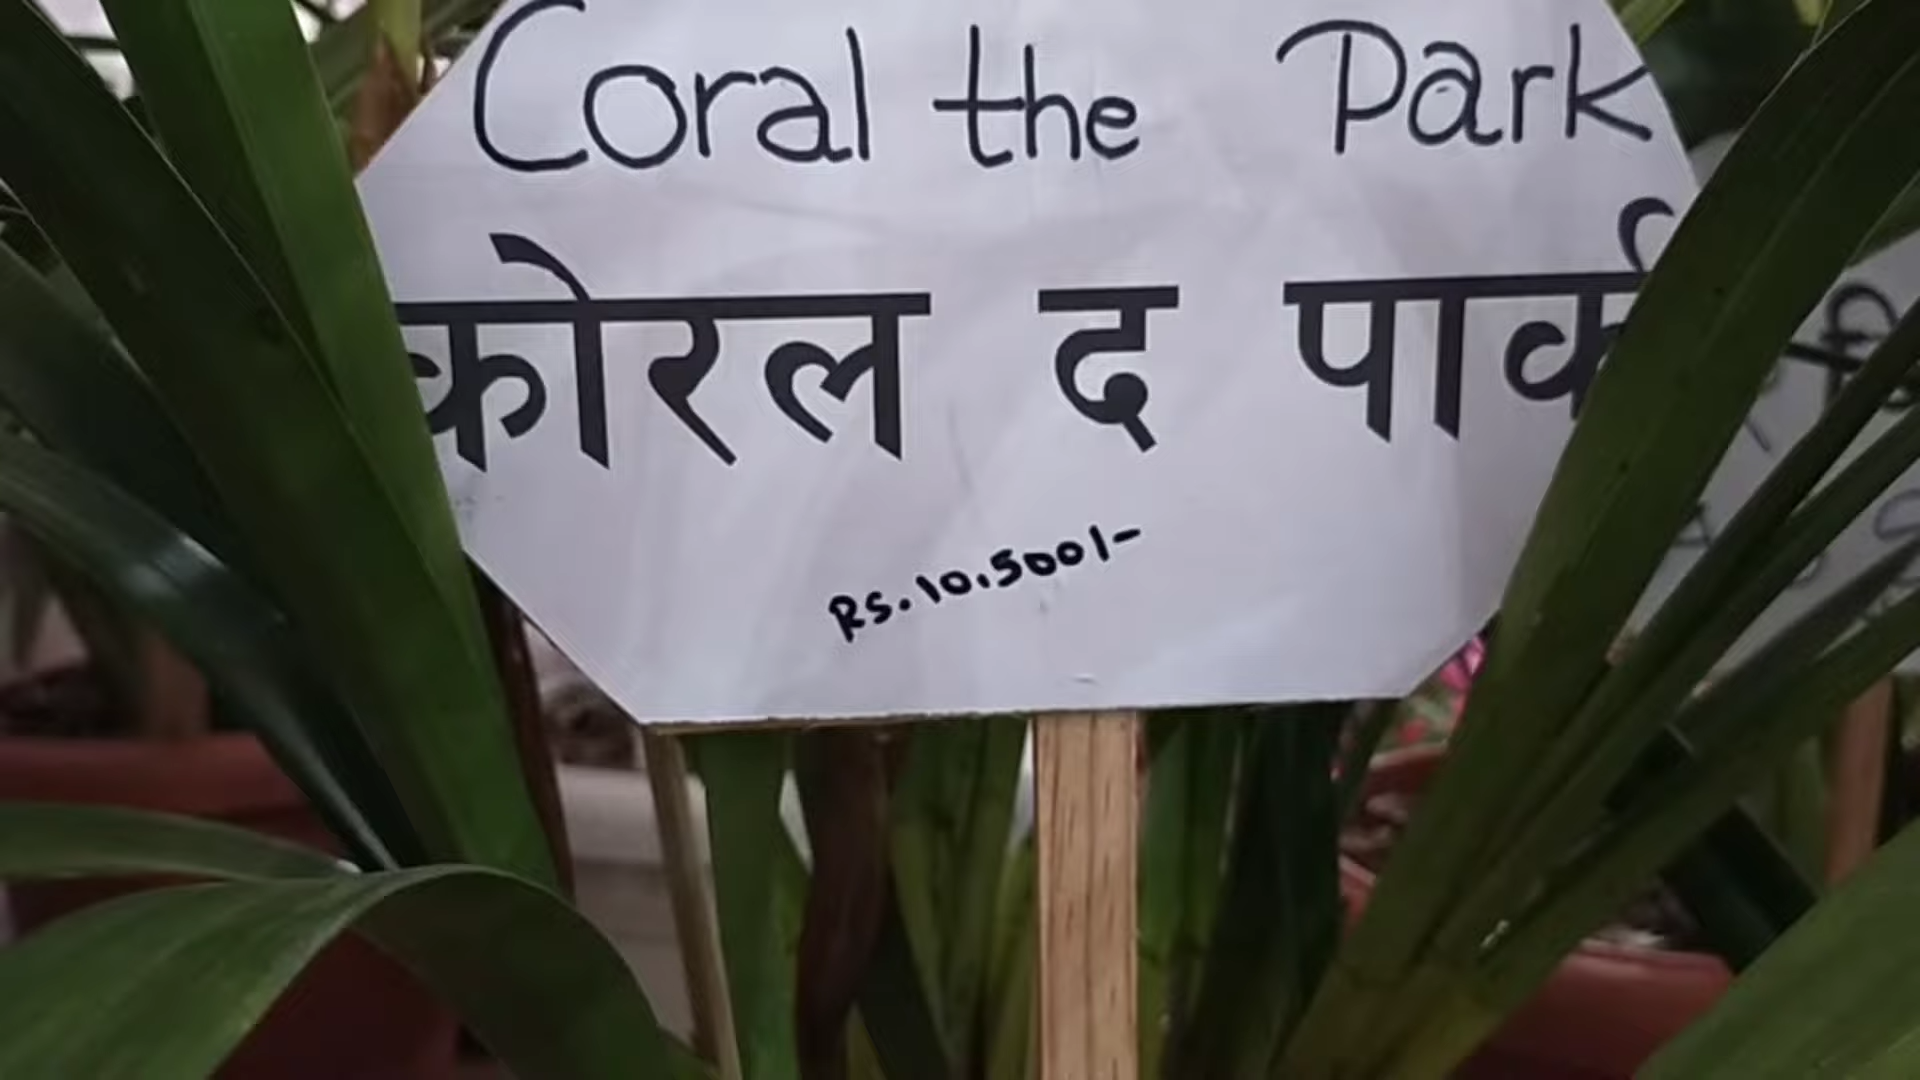 Coral the Park
कोरल द पार्क
Rs. 10.500/-